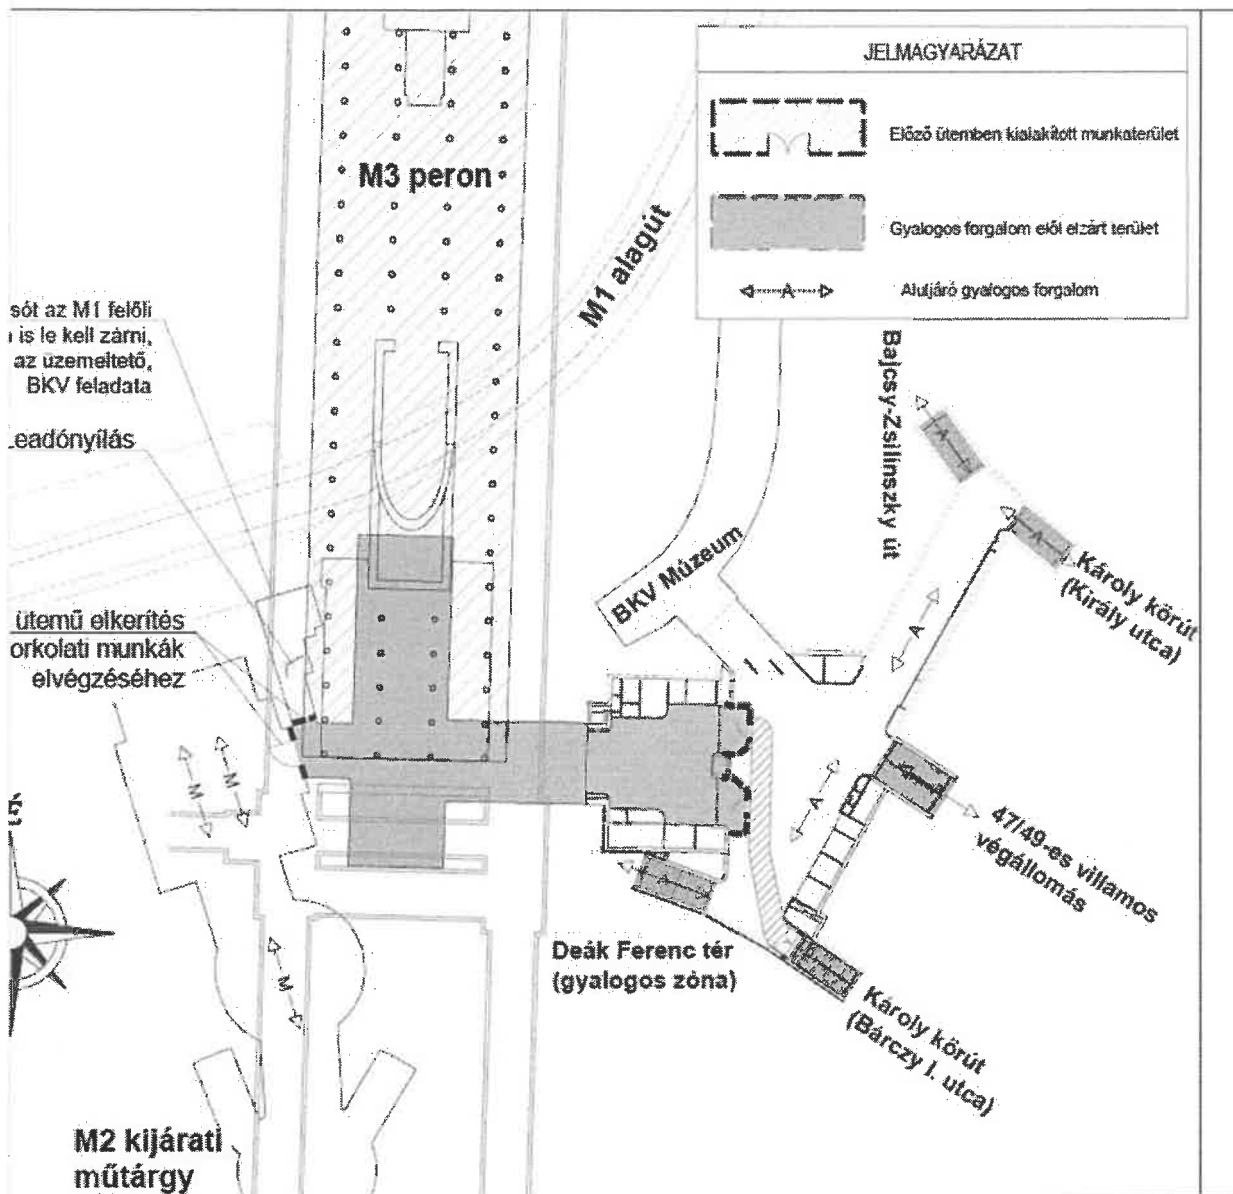 JELMAGYARÁZAT
Előző ütemben kialakított munkaterület
Gyalogos forgalom elől elzárt terület
A
Aluljáró gyalogos forgalom
M3 peron
M1 alagút
sót az M1 felőli
is le kell zárni,
az üzemeltető,
BKV feladata
Leadónyílás
ütemű elkerítés
orkolati munkák
elvégzéséhez
Bajcsy-Zsilinszky út
A
A
Károly körút
(Király utca)
BKV Múzeum
A
A
A
M
M
M
47/49-es villamos
végállomás
Deák Ferenc tér
(gyalogos zóna)
Károly körút
(Bárczy I. utca)
M2 kijárati
műtárgy